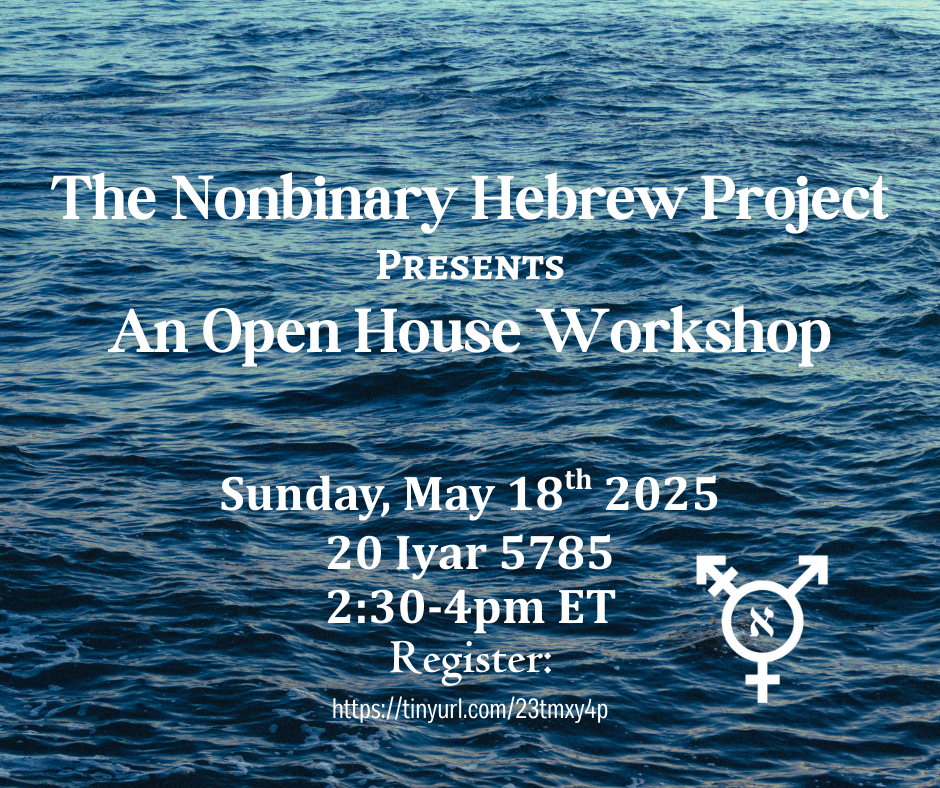 The Nonbinary Hebrew Project
Presents
An Open House Workshop
Sunday, May 18th 2025
20 Iyar 5785
2:30-4pm ET
Register:
https://tinyurl.com/23tmxy4p
א